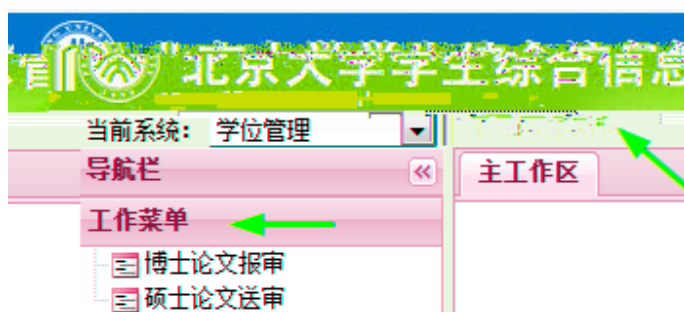 北京大学学生综合信息
当前系统： 学位管理
导航栏
主工作区
工作菜单
博士论文报审
硕士论文送审